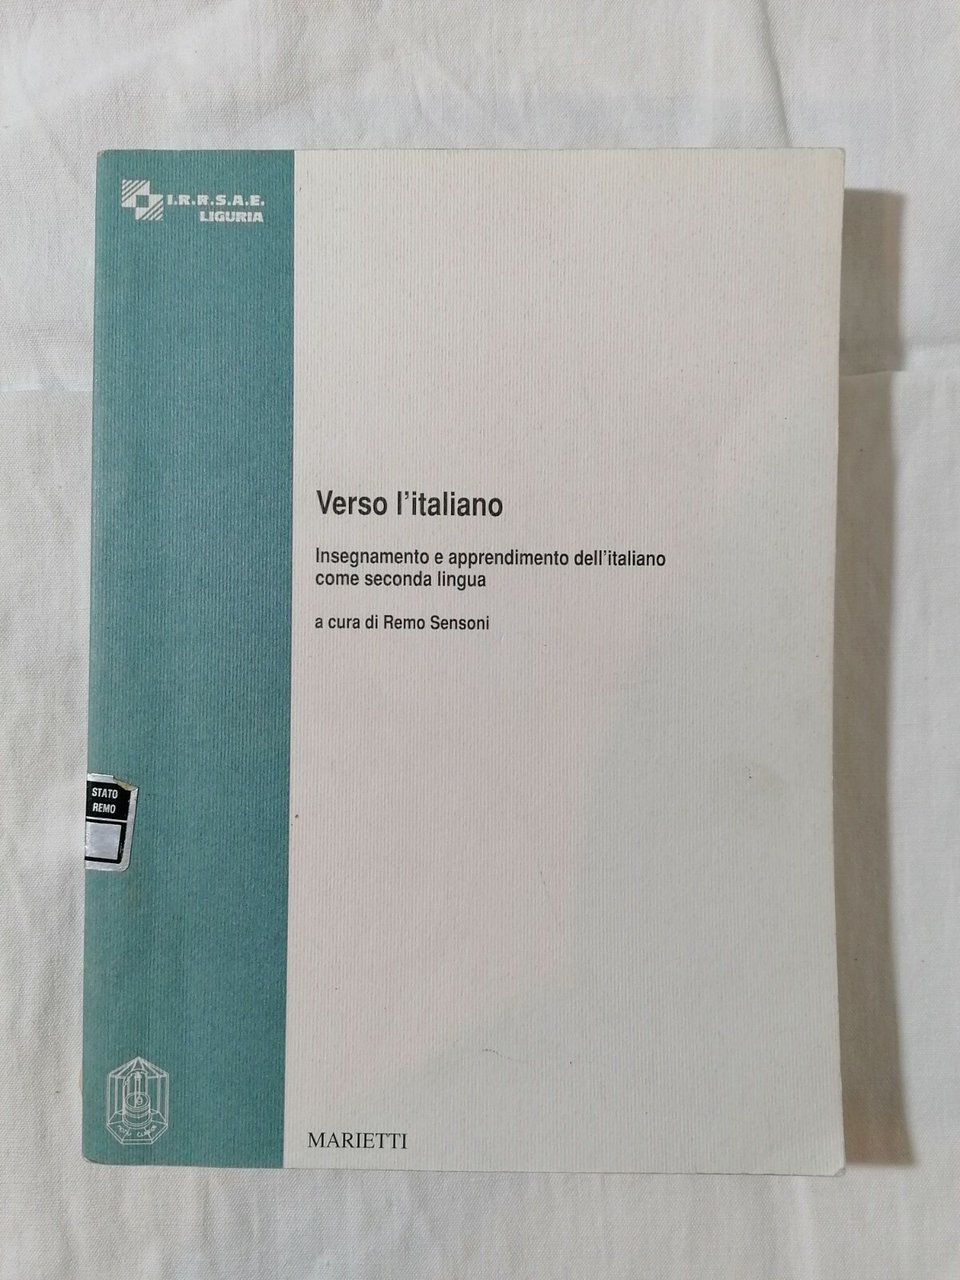 I.R.R.S.A.E.
LIGURIA
Verso l'italiano
Insegnamento e apprendimento dell'italiano
come seconda lingua
a cura di Remo Sensoni
STATO
REMO
MARIETTI